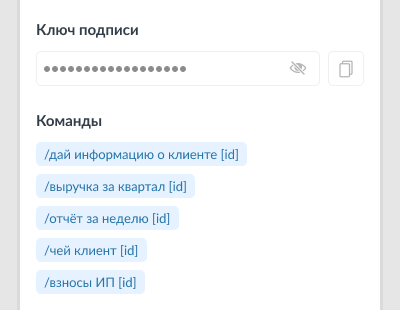 Ключ подписи
••••••••••••••••••
Команды
/дай информацию о клиенте [id]
/выручка за квартал [id]
/отчёт за неделю [id]
/чей клиент [id]
/взносы ИП [id]